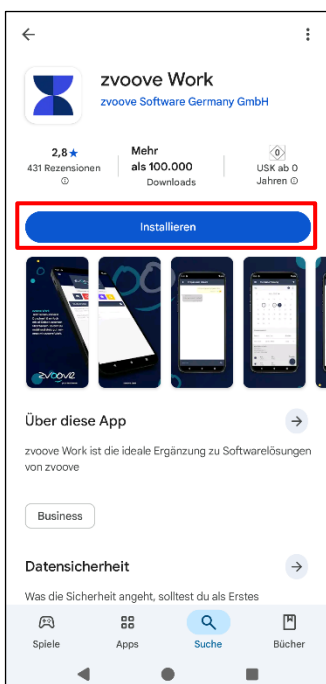 zvoove Work
zvoove Software Germany GmbH
2,8★
431 Rezensionen
Mehr
als 100.000
Downloads
0
USK ab 0
Jahren
Installieren
zvoove
Über diese App
zvoove Work ist die ideale Ergänzung zu Softwarelösungen
von zvoove
Business
Datensicherheit
Was die Sicherheit angeht, solltest du als Erstes
Spiele
Apps
Suche
Bücher